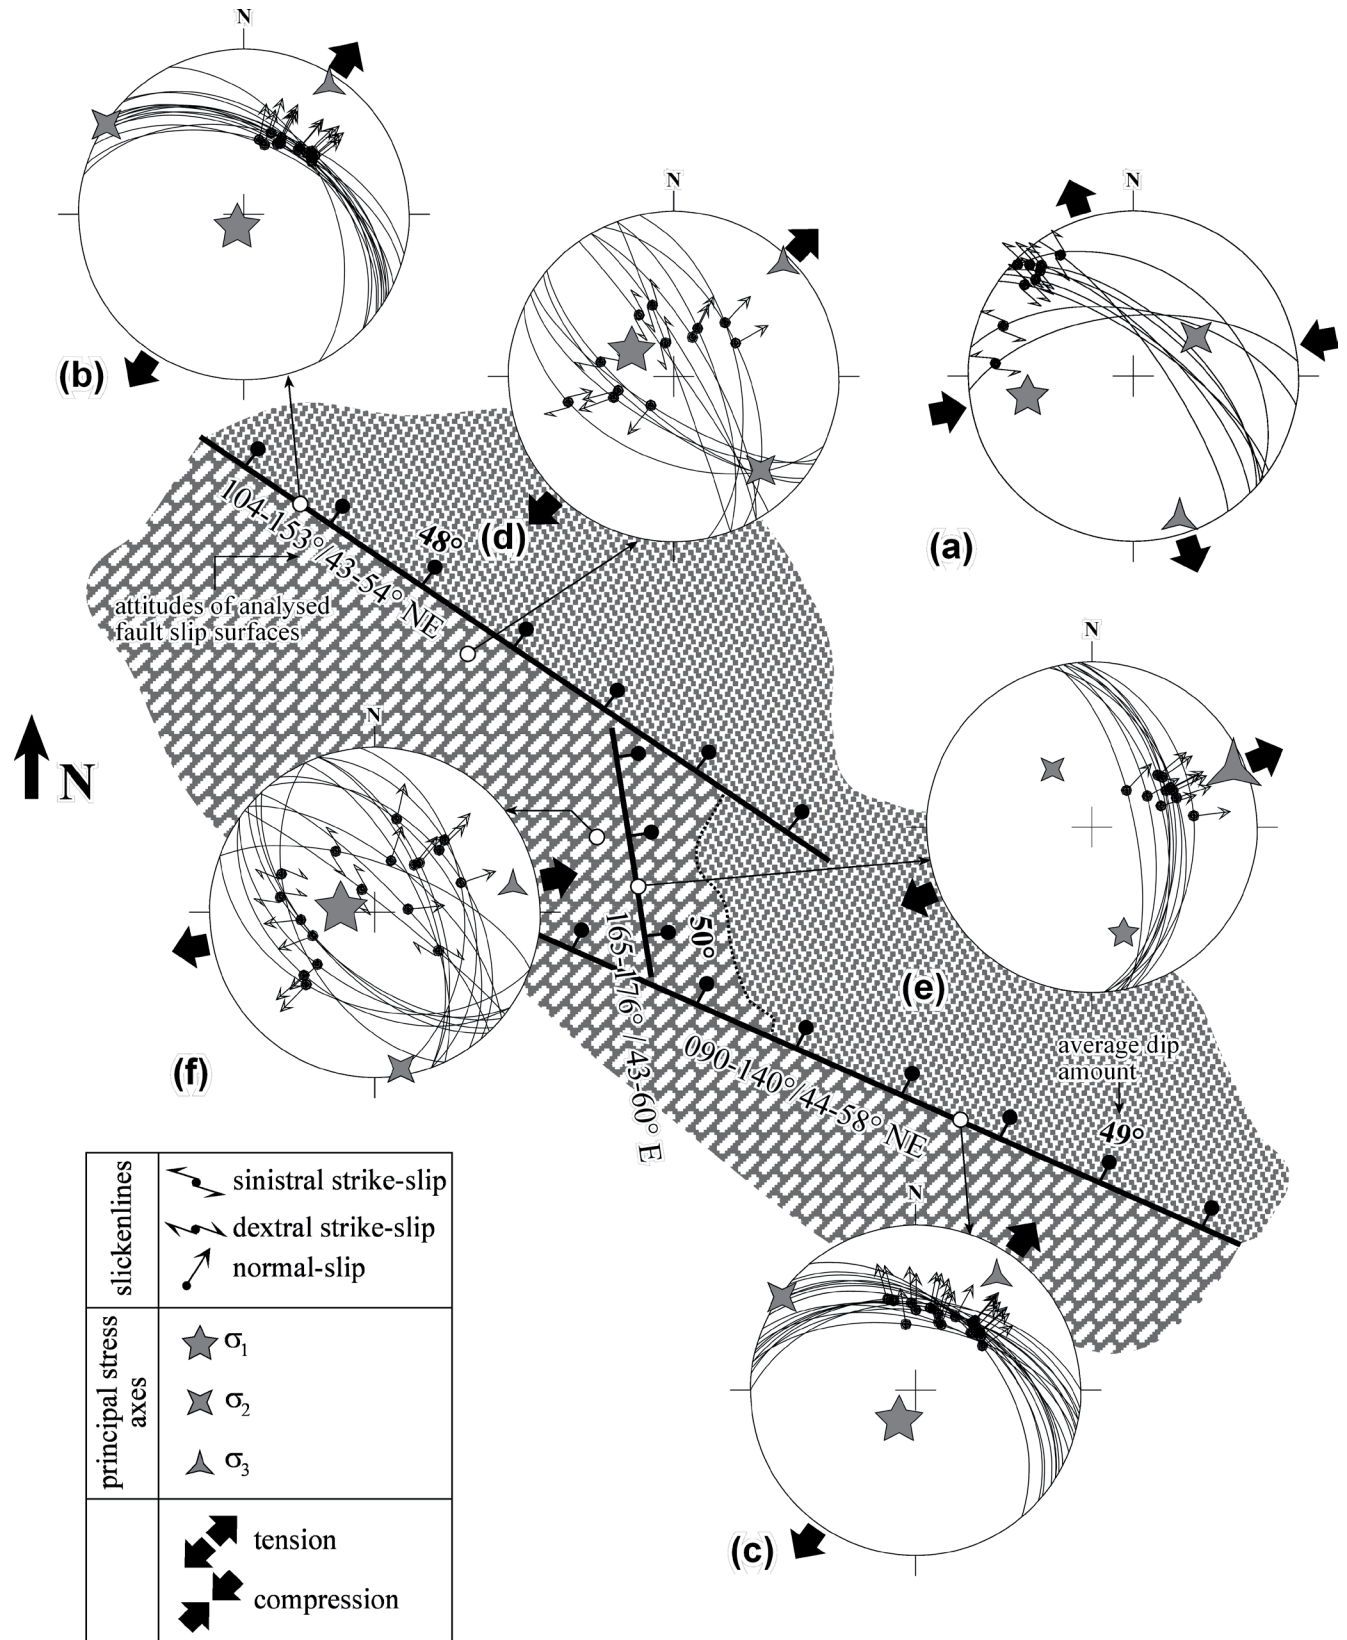 N
(b)
N
(d)
N
(a)
104-153°/43-54° NE
48°
attitudes of analysed
fault slip surfaces
N
N
N
(f)
N
(e)
50°
165-176° /43-60° E
090-140°/44-58° NE
average dip
amount
49°
N
(c)
slickenlines
sinistral strike-slip
dextral strike-slip
normal-slip
principal stress
axes
σ1
σ2
σ3
tension
compression